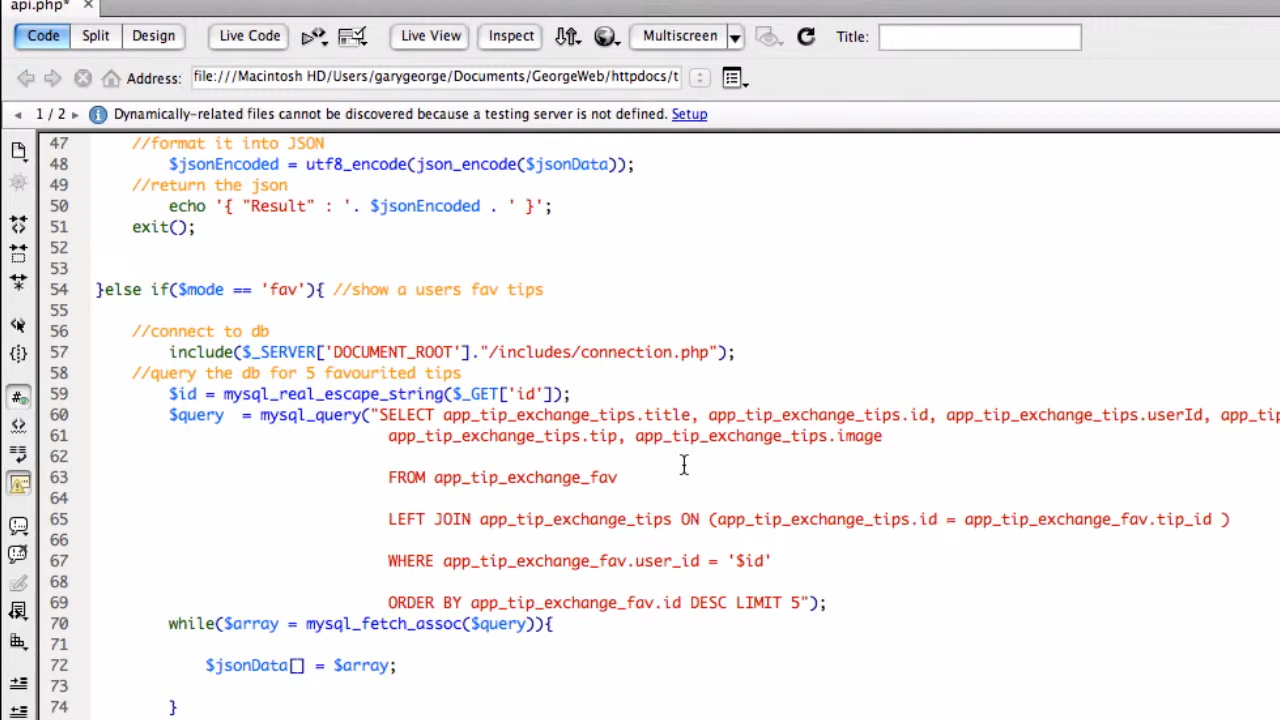 api.php*
Code Split Design Live Code Live View Inspect Multiscreen Title:
Address: file:///Macintosh HD/Users/garygeorge/Documents/GeorgeWeb/httpdocs/t
1 / 2 Dynamically-related files cannot be discovered because a testing server is not defined. Setup
47 //format it into JSON
48 $jsonEncoded = utf8_encode(json_encode($jsonData));
49 //return the json
50 echo '{ "Result" : '. $jsonEncoded . ' }';
51 exit();
52
53
54 }else if($mode == 'fav'){ //show a users fav tips
55
56 //connect to db
57 include($_SERVER['DOCUMENT_ROOT']."/includes/connection.php");
58 //query the db for 5 favourited tips
59 $id = mysql_real_escape_string($_GET['id']);
60 $query = mysql_query("SELECT app_tip_exchange_tips.title, app_tip_exchange_tips.id, app_tip_exchange_tips.userId, app_tip
61 app_tip_exchange_tips.tip, app_tip_exchange_tips.image
62
63 FROM app_tip_exchange_fav
64
65 LEFT JOIN app_tip_exchange_tips ON (app_tip_exchange_tips.id = app_tip_exchange_fav.tip_id )
66
67 WHERE app_tip_exchange_fav.user_id = '$id'
68
69 ORDER BY app_tip_exchange_fav.id DESC LIMIT 5");
70 while($array = mysql_fetch_assoc($query)){
71
72 $jsonData[] = $array;
73
74 }